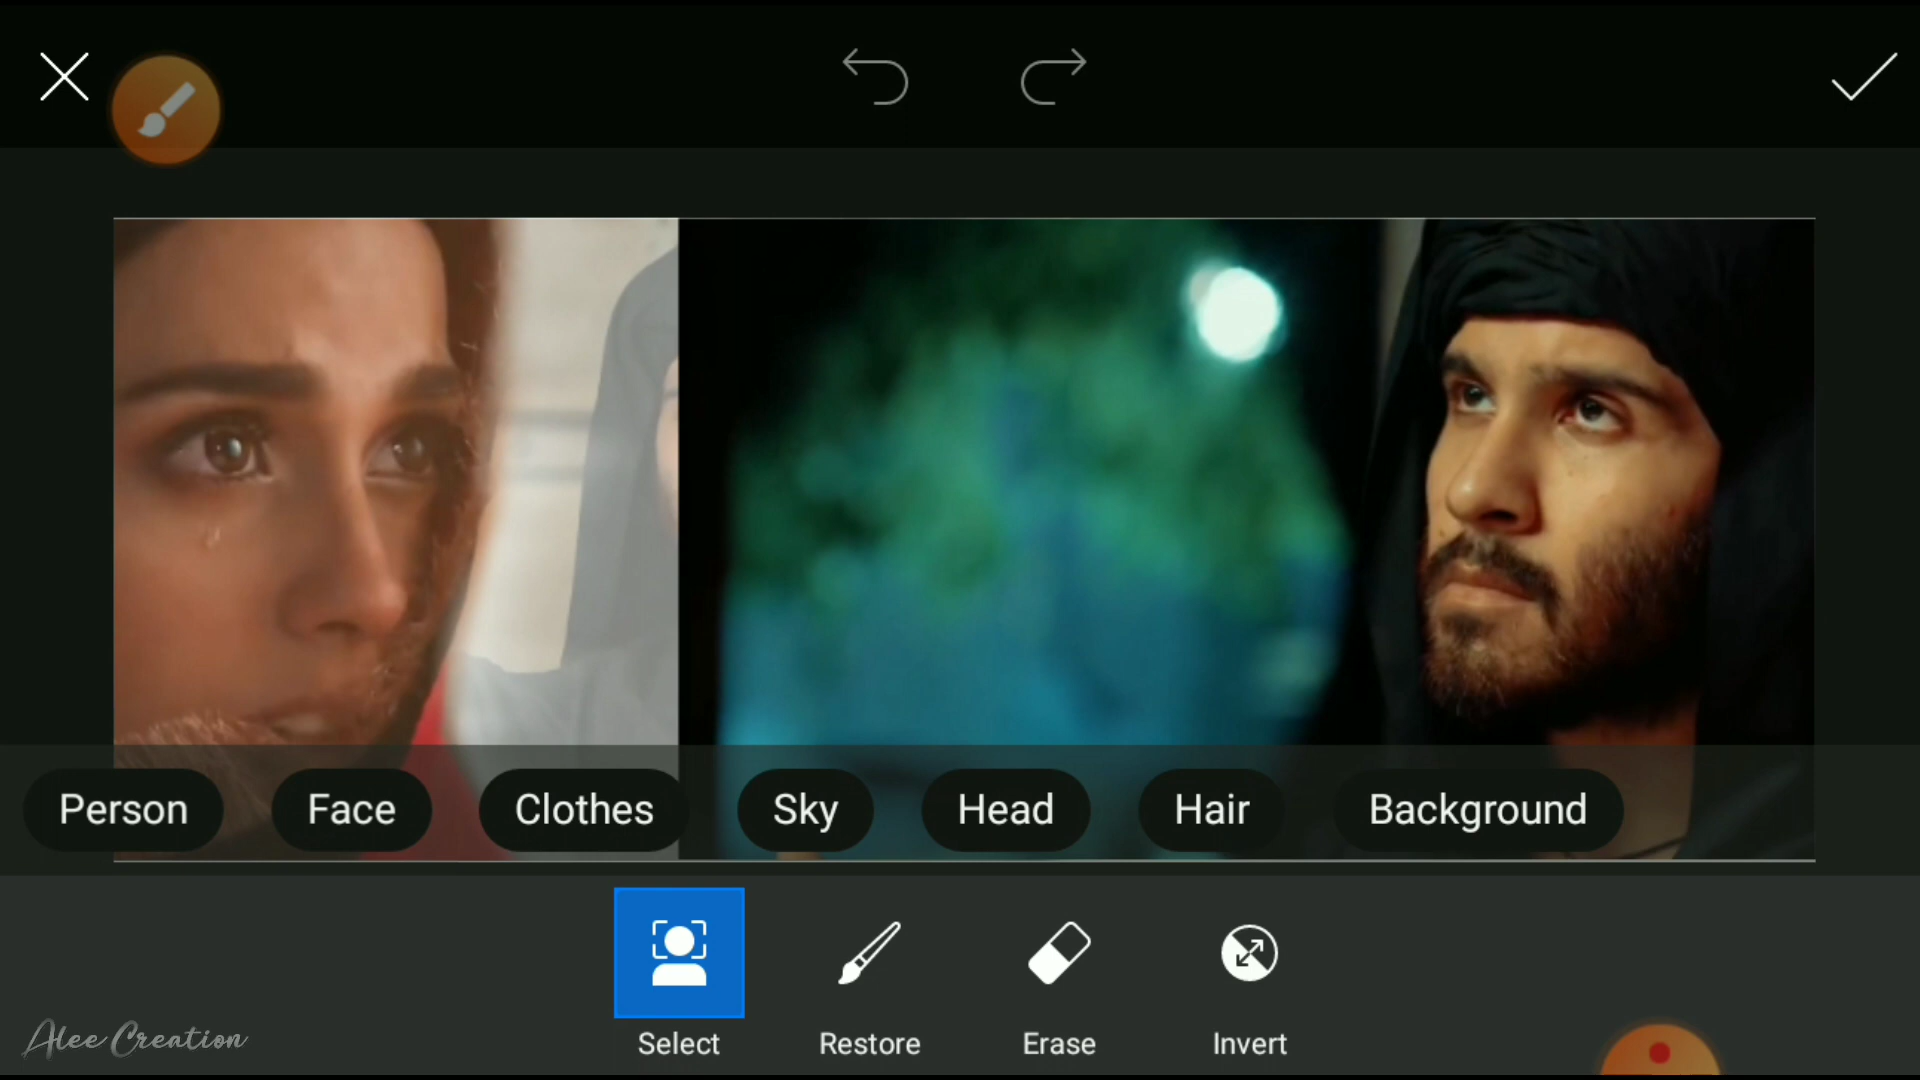 Person Face Clothes Sky Head Hair Background
Select Restore Erase Invert
Alee Creation